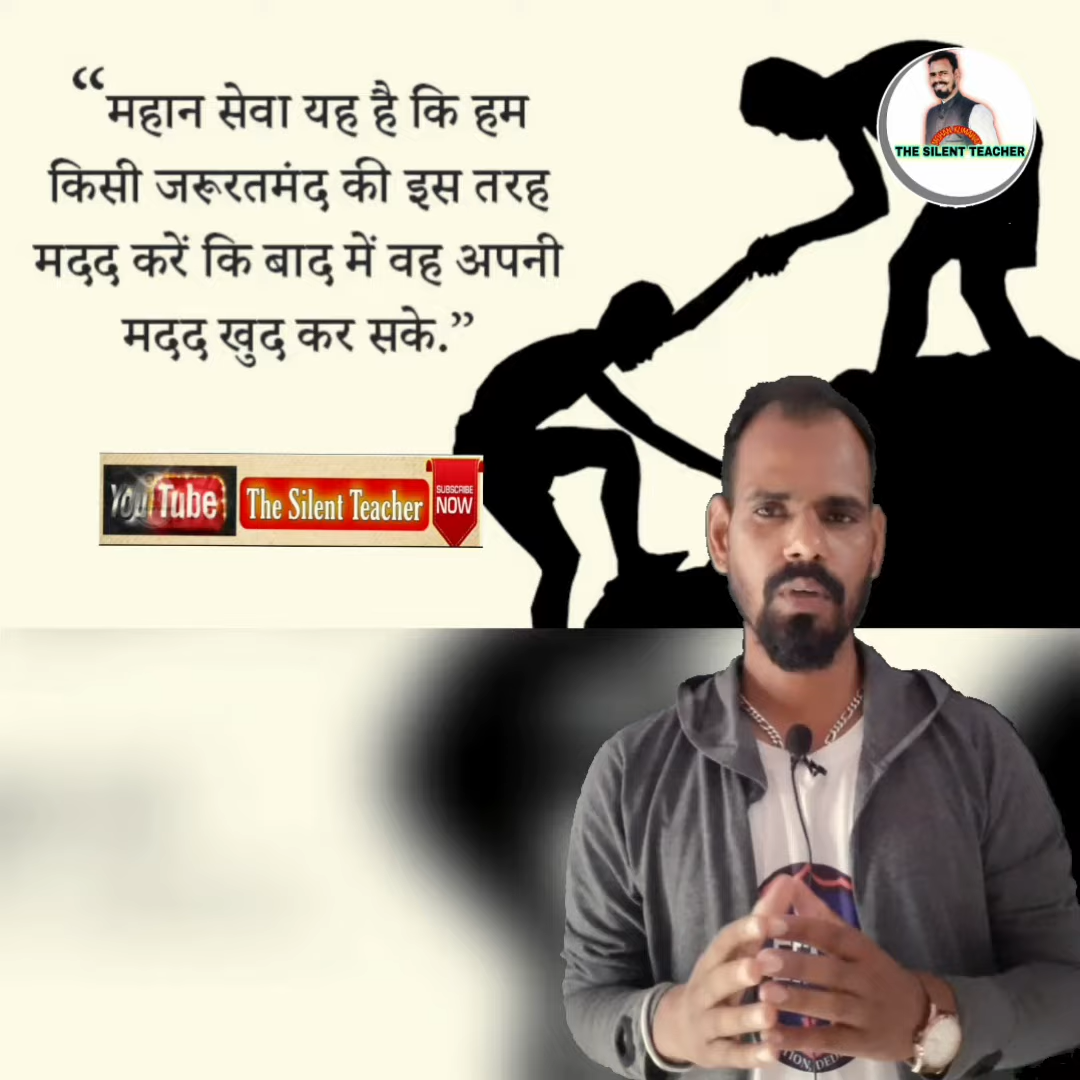 “महान सेवा यह है कि हम
किसी जरूरतमंद की इस तरह
मदद करें कि बाद में वह अपनी
मदद खुद कर सके.”
THE SILENT TEACHER
YouTube
The Silent Teacher
SUBSCRIBE
NOW